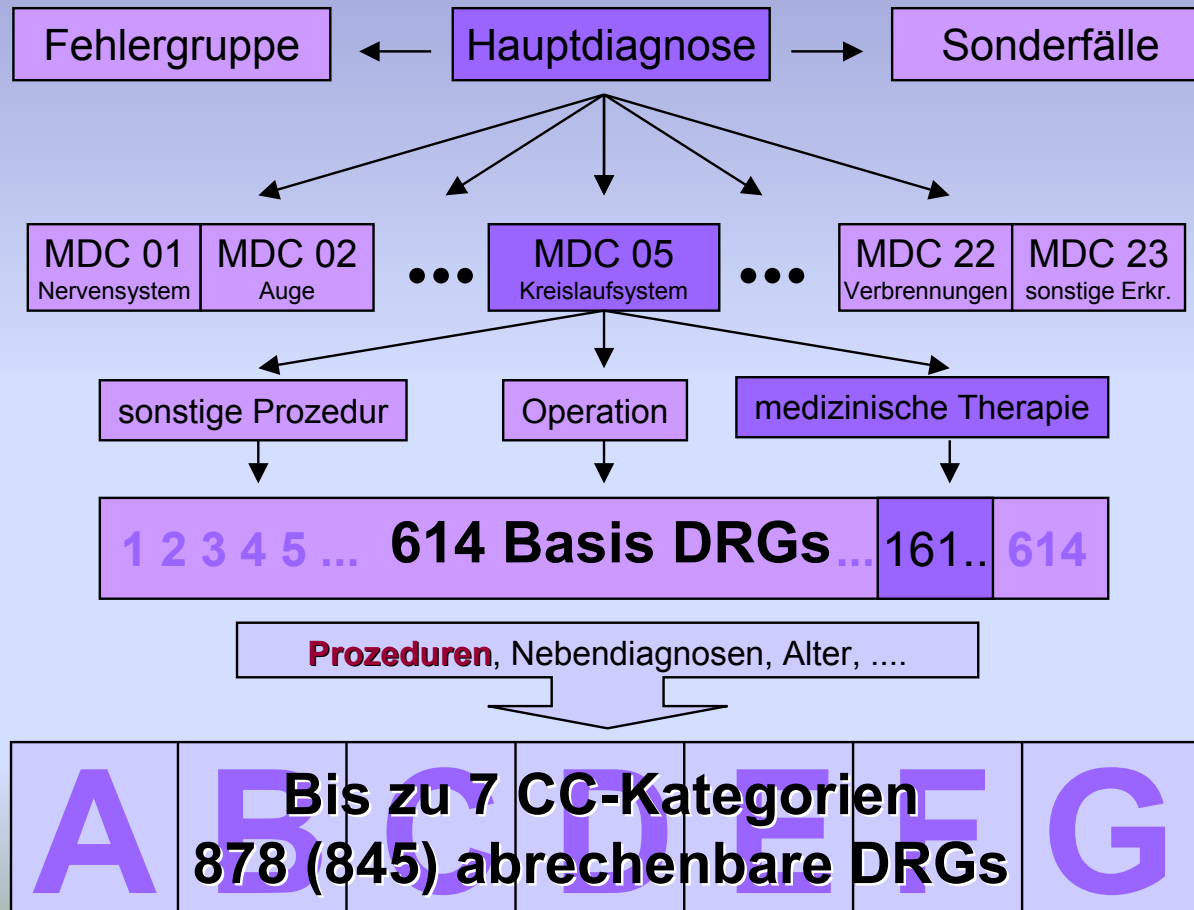 Fehlergruppe Hauptdiagnose Sonderfälle
MDC 01 MDC 02 ••• MDC 05 ••• MDC 22 MDC 23
Nervensystem Auge Kreislaufsystem Verbrennungen sonstige Erkr.
sonstige Prozedur Operation medizinische Therapie
1 2 3 4 5 ... 614 Basis DRGs ... 161.. 614
Prozeduren, Nebendiagnosen, Alter, ....
A B C D E F G
Bis zu 7 CC-Kategorien
878 (845) abrechenbare DRGs